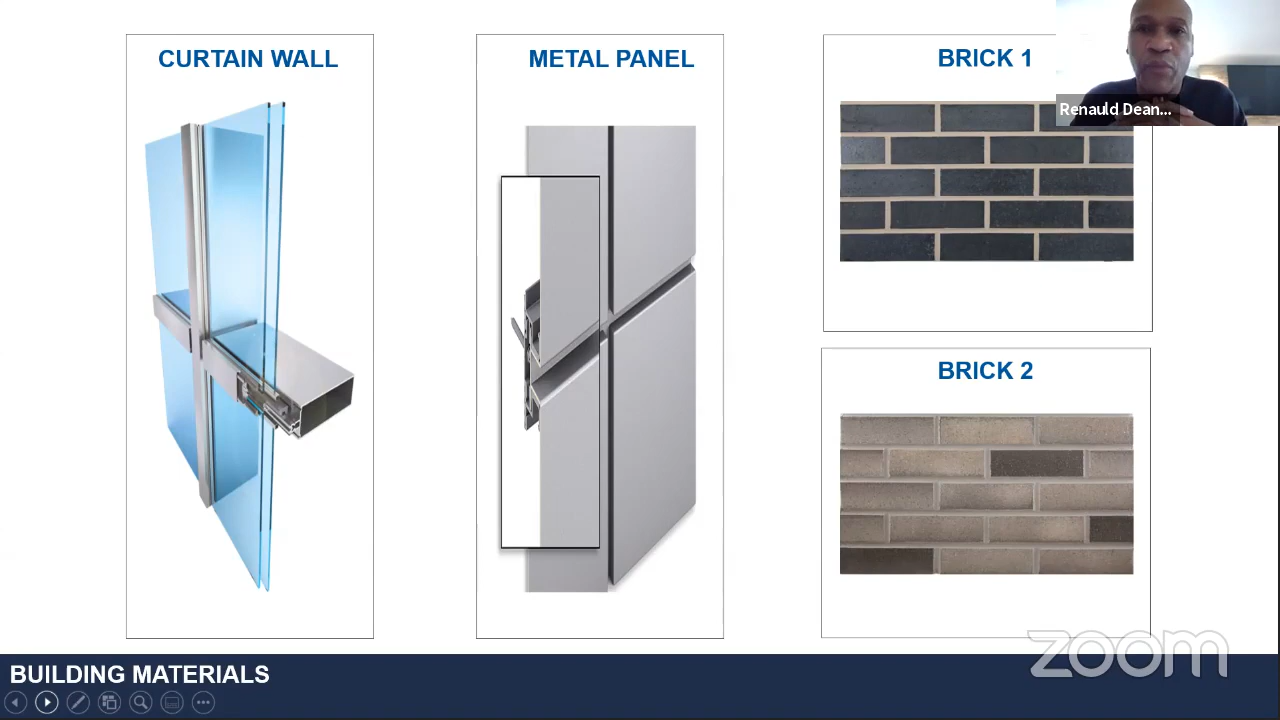 CURTAIN WALL
METAL PANEL
BRICK 1
Renauld Dean...
BRICK 2
zoom
BUILDING MATERIALS